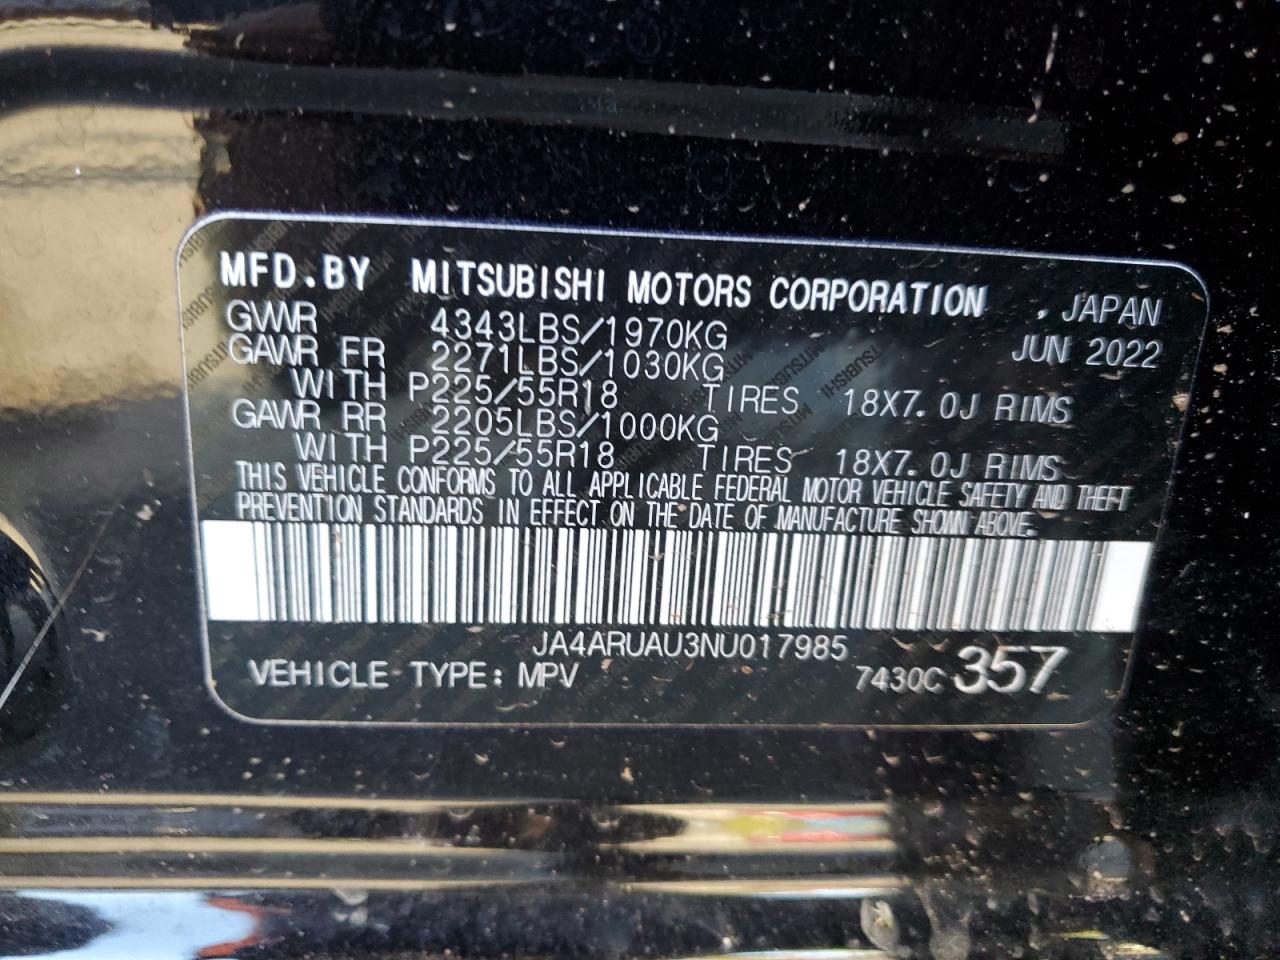 MFD.BY MITSUBISHI MOTORS CORPORATION , JAPAN
GVWR 4343LBS/1970KG JUN 2022
GAWR FR 2271LBS/1030KG
WITH P225/55R18 TIRES 18X7.0J RIMS
GAWR RR 2205LBS/1000KG
WITH P225/55R18 TIRES 18X7.0J RIMS
THIS VEHICLE CONFORMS TO ALL APPLICABLE FEDERAL MOTOR VEHICLE SAFETY AND THEFT
PREVENTION STANDARDS IN EFFECT ON THE DATE OF MANUFACTURE SHOWN ABOVE.
JA4ARUAU3NU017985
VEHICLE TYPE: MPV 7430C 357